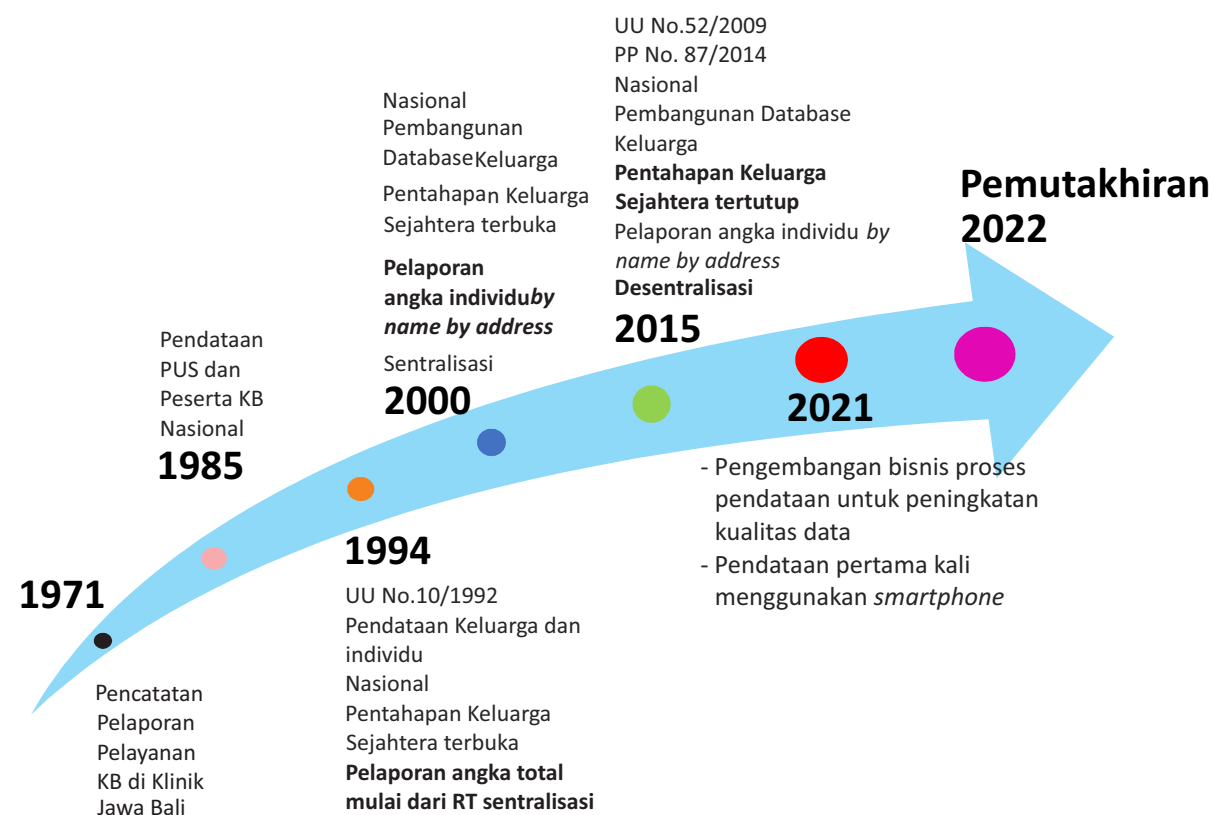 1971
Pencatatan
Pelaporan
Pelayanan
KB di Klinik
Jawa Bali
Pendataan
PUS dan
Peserta KB
Nasional
1985
1994
UU No.10/1992
Pendataan Keluarga dan
individu
Nasional
Pentahapan Keluarga
Sejahtera terbuka
Pelaporan angka total
mulai dari RT sentralisasi
Nasional
Pembangunan
DatabaseKeluarga
Pentahapan Keluarga
Sejahtera terbuka
Pelaporan
angka individuby
name by address
Sentralisasi
2000
UU No.52/2009
PP No. 87/2014
Nasional
Pembangunan Database
Keluarga
Pentahapan Keluarga
Sejahtera tertutup
Pelaporan angka individu by
name by address
Desentralisasi
2015
2021
- Pengembangan bisnis proses
pendataan untuk peningkatan
kualitas data
- Pendataan pertama kali
menggunakan smartphone
Pemutakhiran
2022